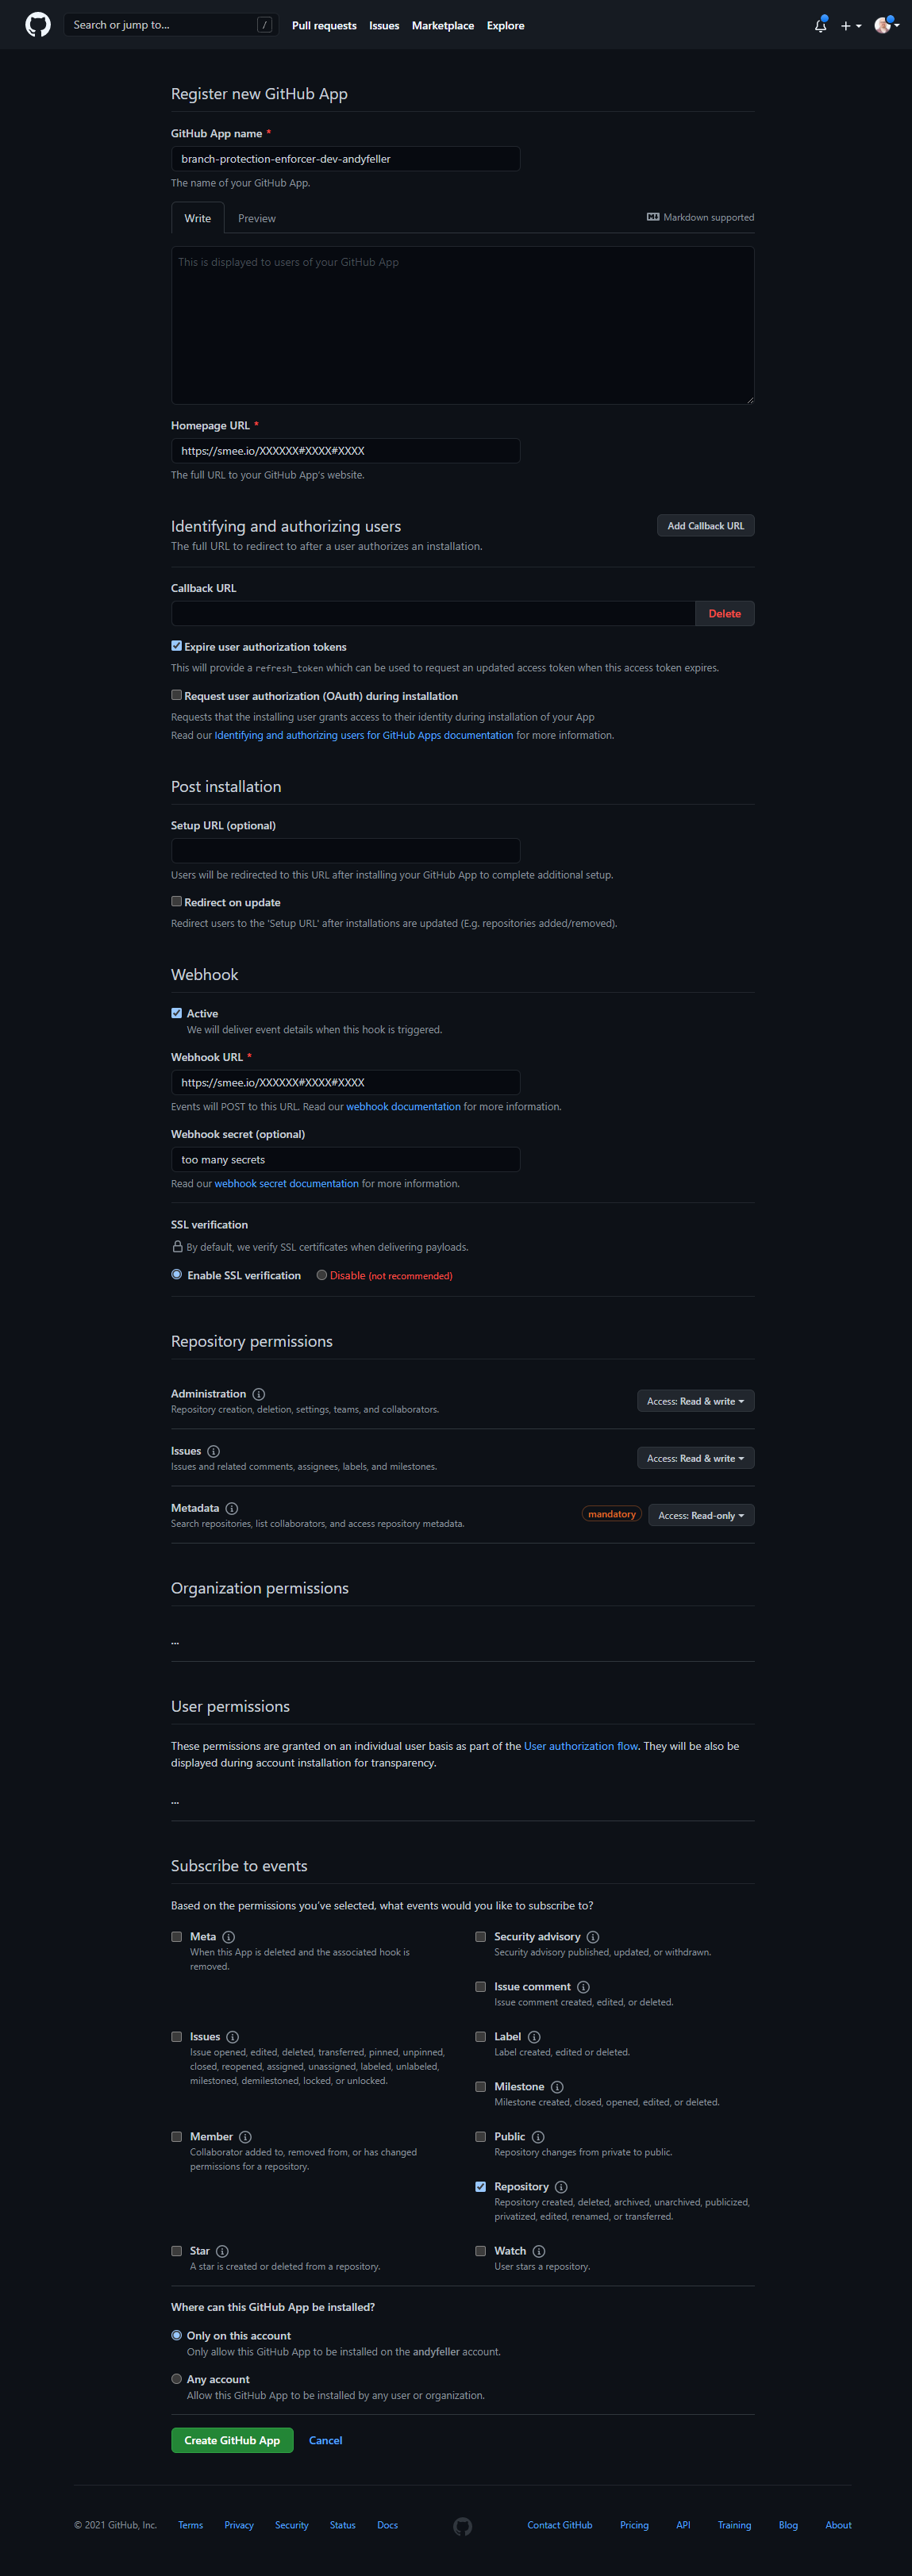 Search or jump to...
/
Pull requests
Issues
Marketplace
Explore
Register new GitHub App
GitHub App name *
branch-protection-enforcer-dev-andyfeller
The name of your GitHub App.
Write
Preview
Markdown supported
This is displayed to users of your GitHub App
Homepage URL *
https://smee.io/XXXXXX#XXXX#XXXX
The full URL to your GitHub App's website.
Identifying and authorizing users
Add Callback URL
The full URL to redirect to after a user authorizes an installation.
Callback URL
Delete
Expire user authorization tokens
This will provide a refresh_token which can be used to request an updated access token when this access token expires.
Request user authorization (OAuth) during installation
Requests that the installing user grants access to their identity during installation of your App
Read our Identifying and authorizing users for GitHub Apps documentation for more information.
Post installation
Setup URL (optional)
Users will be redirected to this URL after installing your GitHub App to complete additional setup.
Redirect on update
Redirect users to the 'Setup URL' after installations are updated (E.g. repositories added/removed).
Webhook
Active
We will deliver event details when this hook is triggered.
Webhook URL *
https://smee.io/XXXXXX#XXXX#XXXX
Events will POST to this URL. Read our webhook documentation for more information.
Webhook secret (optional)
too many secrets
Read our webhook secret documentation for more information.
SSL verification
By default, we verify SSL certificates when delivering payloads.
Enable SSL verification
Disable (not recommended)
Repository permissions
Administration
Access: Read & write
Repository creation, deletion, settings, teams, and collaborators.
Issues
Access: Read & write
Issues and related comments, assignees, labels, and milestones.
Metadata
mandatory
Access: Read-only
Search repositories, list collaborators, and access repository metadata.
Organization permissions
...
User permissions
These permissions are granted on an individual user basis as part of the User authorization flow. They will be also be
displayed during account installation for transparency.
...
Subscribe to events
Based on the permissions you've selected, what events would you like to subscribe to?
Meta
When this App is deleted and the associated hook is
removed.
Security advisory
Security advisory published, updated, or withdrawn.
Issue comment
Issue comment created, edited, or deleted.
Issues
Issue opened, edited, deleted, transferred, pinned, unpinned,
closed, reopened, assigned, unassigned, labeled, unlabeled,
milestoned, demilestoned, locked, or unlocked.
Label
Label created, edited or deleted.
Milestone
Milestone created, closed, opened, edited, or deleted.
Member
Collaborator added to, removed from, or has changed
permissions for a repository.
Public
Repository changes from private to public.
Repository
Repository created, deleted, archived, unarchived, publicized,
privatized, edited, renamed, or transferred.
Star
A star is created or deleted from a repository.
Watch
User stars a repository.
Where can this GitHub App be installed?
Only on this account
Only allow this GitHub App to be installed on the andyfeller account.
Any account
Allow this GitHub App to be installed by any user or organization.
Create GitHub App
Cancel
© 2021 GitHub, Inc.
Terms
Privacy
Security
Status
Docs
Contact GitHub
Pricing
API
Training
Blog
About